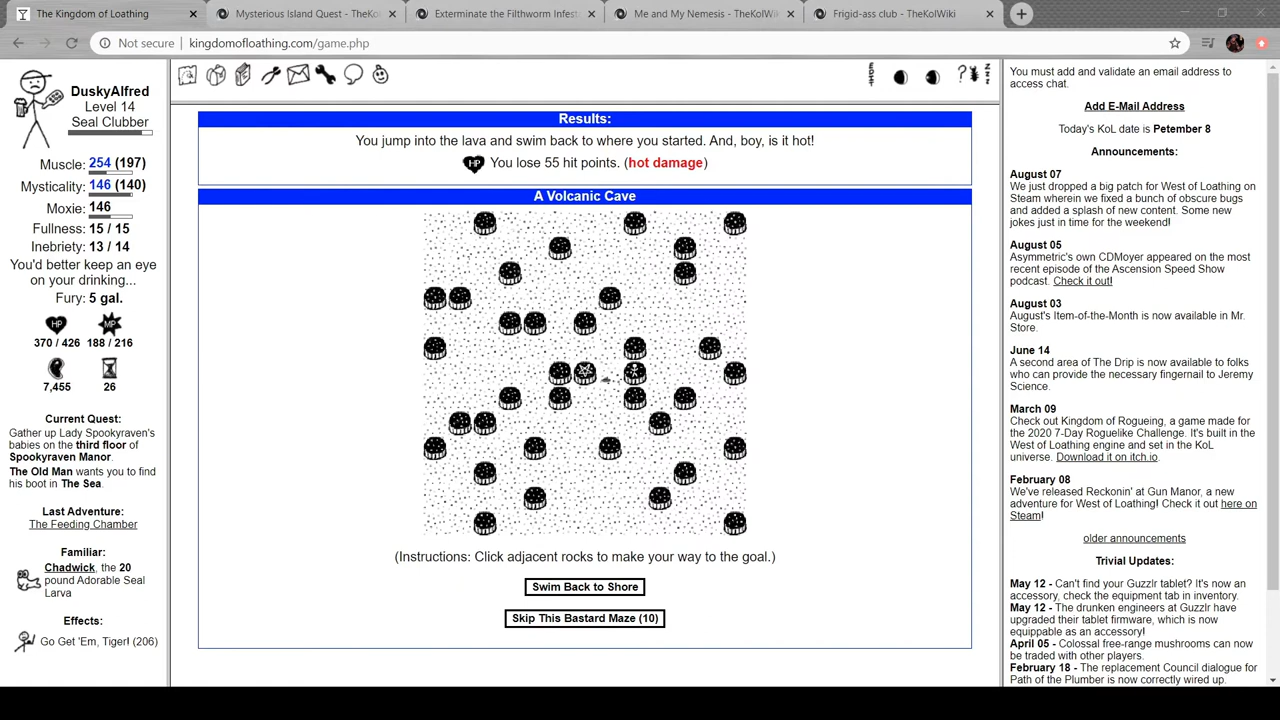 The Kingdom of Loathing
Mysterious Island Quest - TheKol
Exterminate the Filthworm Infest
Me and My Nemesis - TheKolWiki
Frigid-ass club - TheKolWiki
Not secure kingdomofloathing.com/game.php
DuskyAlfred
Level 14
Seal Clubber
Muscle: 254 (197)
Mysticality: 146 (140)
Moxie: 146
Fullness: 15 / 15
Inebriety: 13 / 14
You'd better keep an eye
on your drinking...
Fury: 5 gal.
HP MP
370 / 426 188 / 216
7,455 26
Current Quest:
Gather up Lady Spookyraven's
babies on the third floor of
Spookyraven Manor.
The Old Man wants you to find
his boot in The Sea.
Last Adventure:
The Feeding Chamber
Familiar:
Chadwick, the 20
pound Adorable Seal
Larva
Effects:
Go Get 'Em, Tiger! (206)
Results:
You jump into the lava and swim back to where you started. And, boy, is it hot!
HP You lose 55 hit points. (hot damage)
A Volcanic Cave
(Instructions: Click adjacent rocks to make your way to the goal.)
Swim Back to Shore
Skip This Bastard Maze (10)
You must add and validate an email address to
access chat.
Add E-Mail Address
Today's KoL date is Petember 8
Announcements:
August 07
We just dropped a big patch for West of Loathing on
Steam wherein we fixed a bunch of obscure bugs
and added a splash of new content. Some new
jokes just in time for the weekend!
August 05
Asymmetric's own CDMoyer appeared on the most
recent episode of the Ascension Speed Show
podcast. Check it out!
August 03
August's Item-of-the-Month is now available in Mr.
Store.
June 14
A second area of The Drip is now available to folks
who can provide the necessary fingernail to Jeremy
Science.
March 09
Check out Kingdom of Rogueing, a game made for
the 2020 7-Day Roguelike Challenge. It's built in the
West of Loathing engine and set in the KoL
universe. Download it on itch.io.
February 08
We've released Reckonin' at Gun Manor, a new
adventure for West of Loathing! Check it out here on
Steam!
older announcements
Trivial Updates:
May 12 - Can't find your Guzzlr tablet? It's now an
accessory, check the equipment tab in inventory.
May 12 - The drunken engineers at Guzzlr have
upgraded their tablet firmware, which is now
equippable as an accessory!
April 05 - Colossal free-range mushrooms can now
be traded with other players.
February 18 - The replacement Council dialogue for
Path of the Plumber is now correctly wired up.